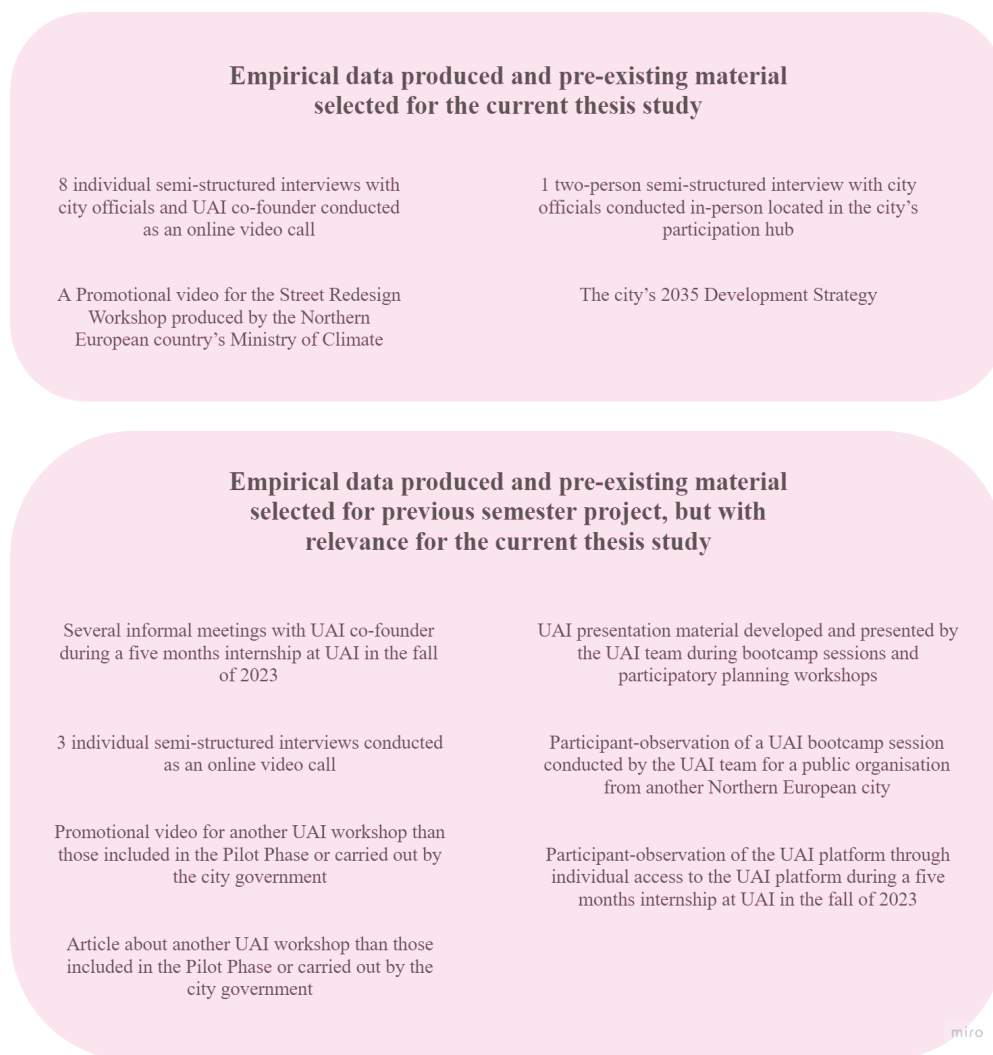 Empirical data produced and pre-existing material
selected for the current thesis study
8 individual semi-structured interviews with
city officials and UAI co-founder conducted
as an online video call
1 two-person semi-structured interview with city
officials conducted in-person located in the city's
participation hub
A Promotional video for the Street Redesign
Workshop produced by the Northern
European country's Ministry of Climate
The city's 2035 Development Strategy
Empirical data produced and pre-existing material
selected for previous semester project, but with
relevance for the current thesis study
Several informal meetings with UAI co-founder
during a five months internship at UAI in the fall
of 2023
UAI presentation material developed and presented by
the UAI team during bootcamp sessions and
participatory planning workshops
3 individual semi-structured interviews conducted
as an online video call
Participant-observation of a UAI bootcamp session
conducted by the UAI team for a public organisation
from another Northern European city
Promotional video for another UAI workshop than
those included in the Pilot Phase or carried out by
the city government
Participant-observation of the UAI platform through
individual access to the UAI platform during a five
months internship at UAI in the fall of 2023
Article about another UAI workshop than those
included in the Pilot Phase or carried out by the
city government
miro